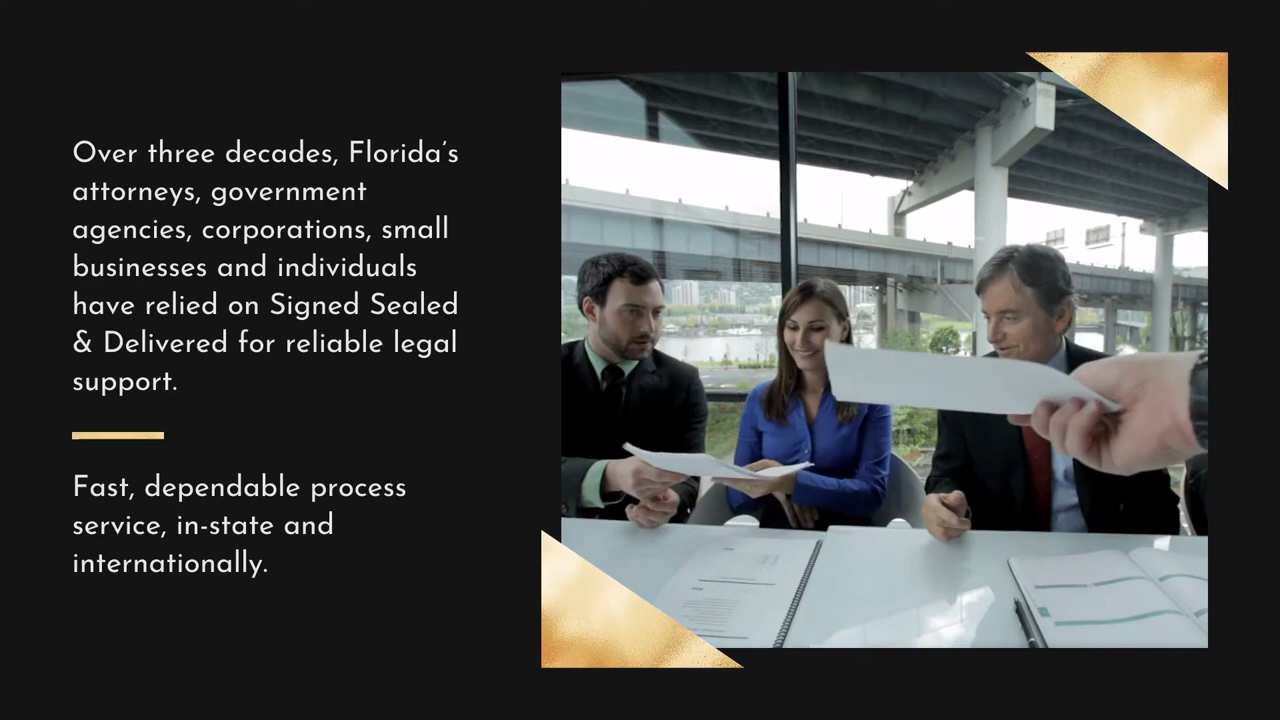 Over three decades, Florida's
attorneys, government
agencies, corporations, small
businesses and individuals
have relied on Signed Sealed
& Delivered for reliable legal
support.
Fast, dependable process
service, in-state and
internationally.